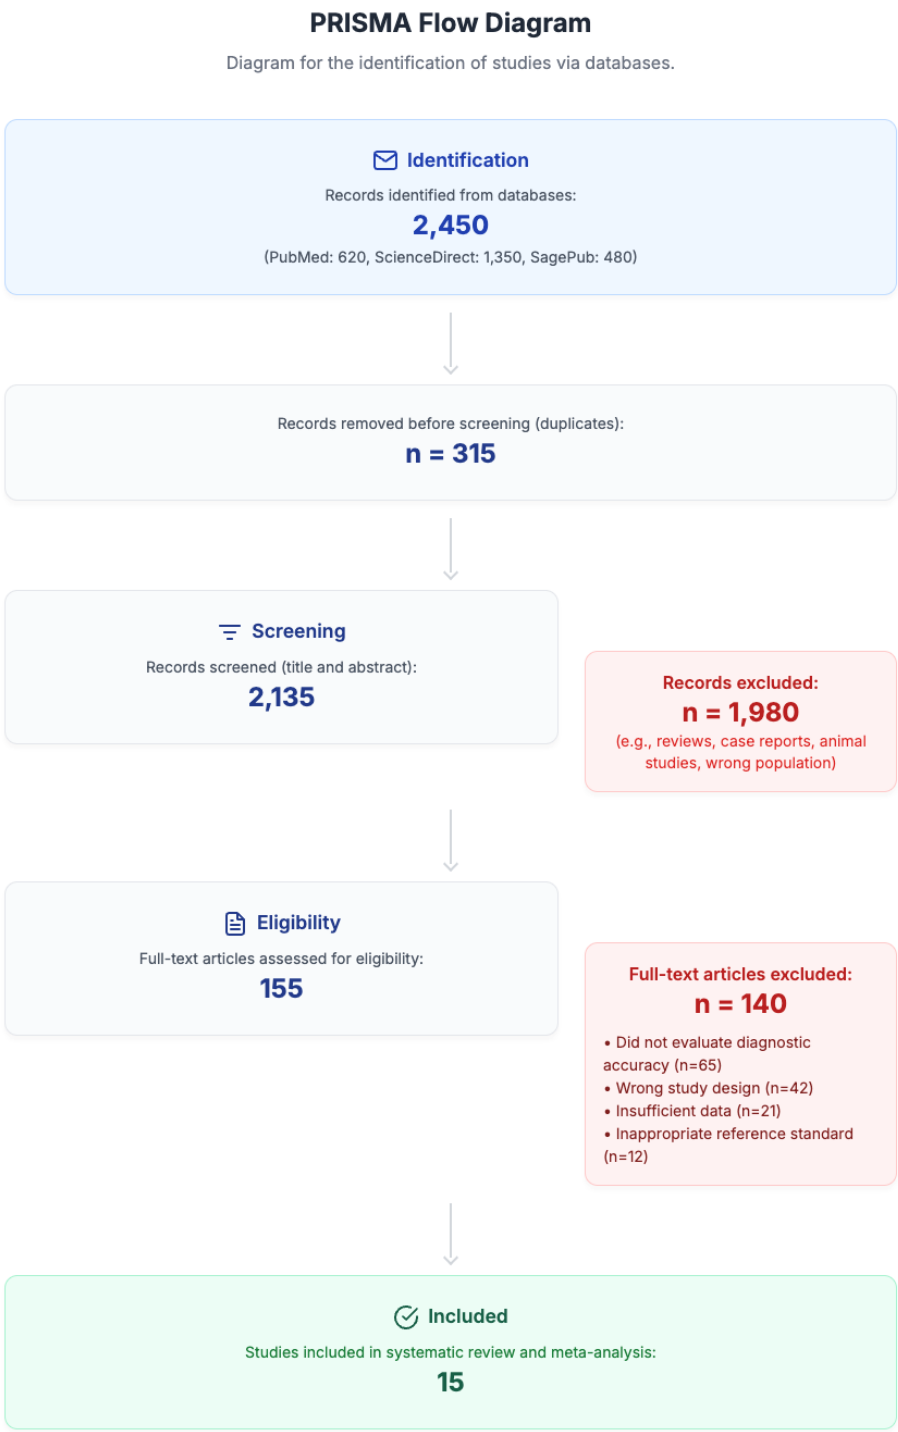 PRISMA Flow Diagram
Diagram for the identification of studies via databases.
Identification
Records identified from databases:
2,450
(PubMed: 620, ScienceDirect: 1,350, SagePub: 480)
Records removed before screening (duplicates):
n = 315
Screening
Records screened (title and abstract):
2,135
Records excluded:
n = 1,980
(e.g., reviews, case reports, animal
studies, wrong population)
Eligibility
Full-text articles assessed for eligibility:
155
Full-text articles excluded:
n = 140
• Did not evaluate diagnostic
accuracy (n=65)
• Wrong study design (n=42)
• Insufficient data (n=21)
• Inappropriate reference standard
(n=12)
Included
Studies included in systematic review and meta-analysis:
15